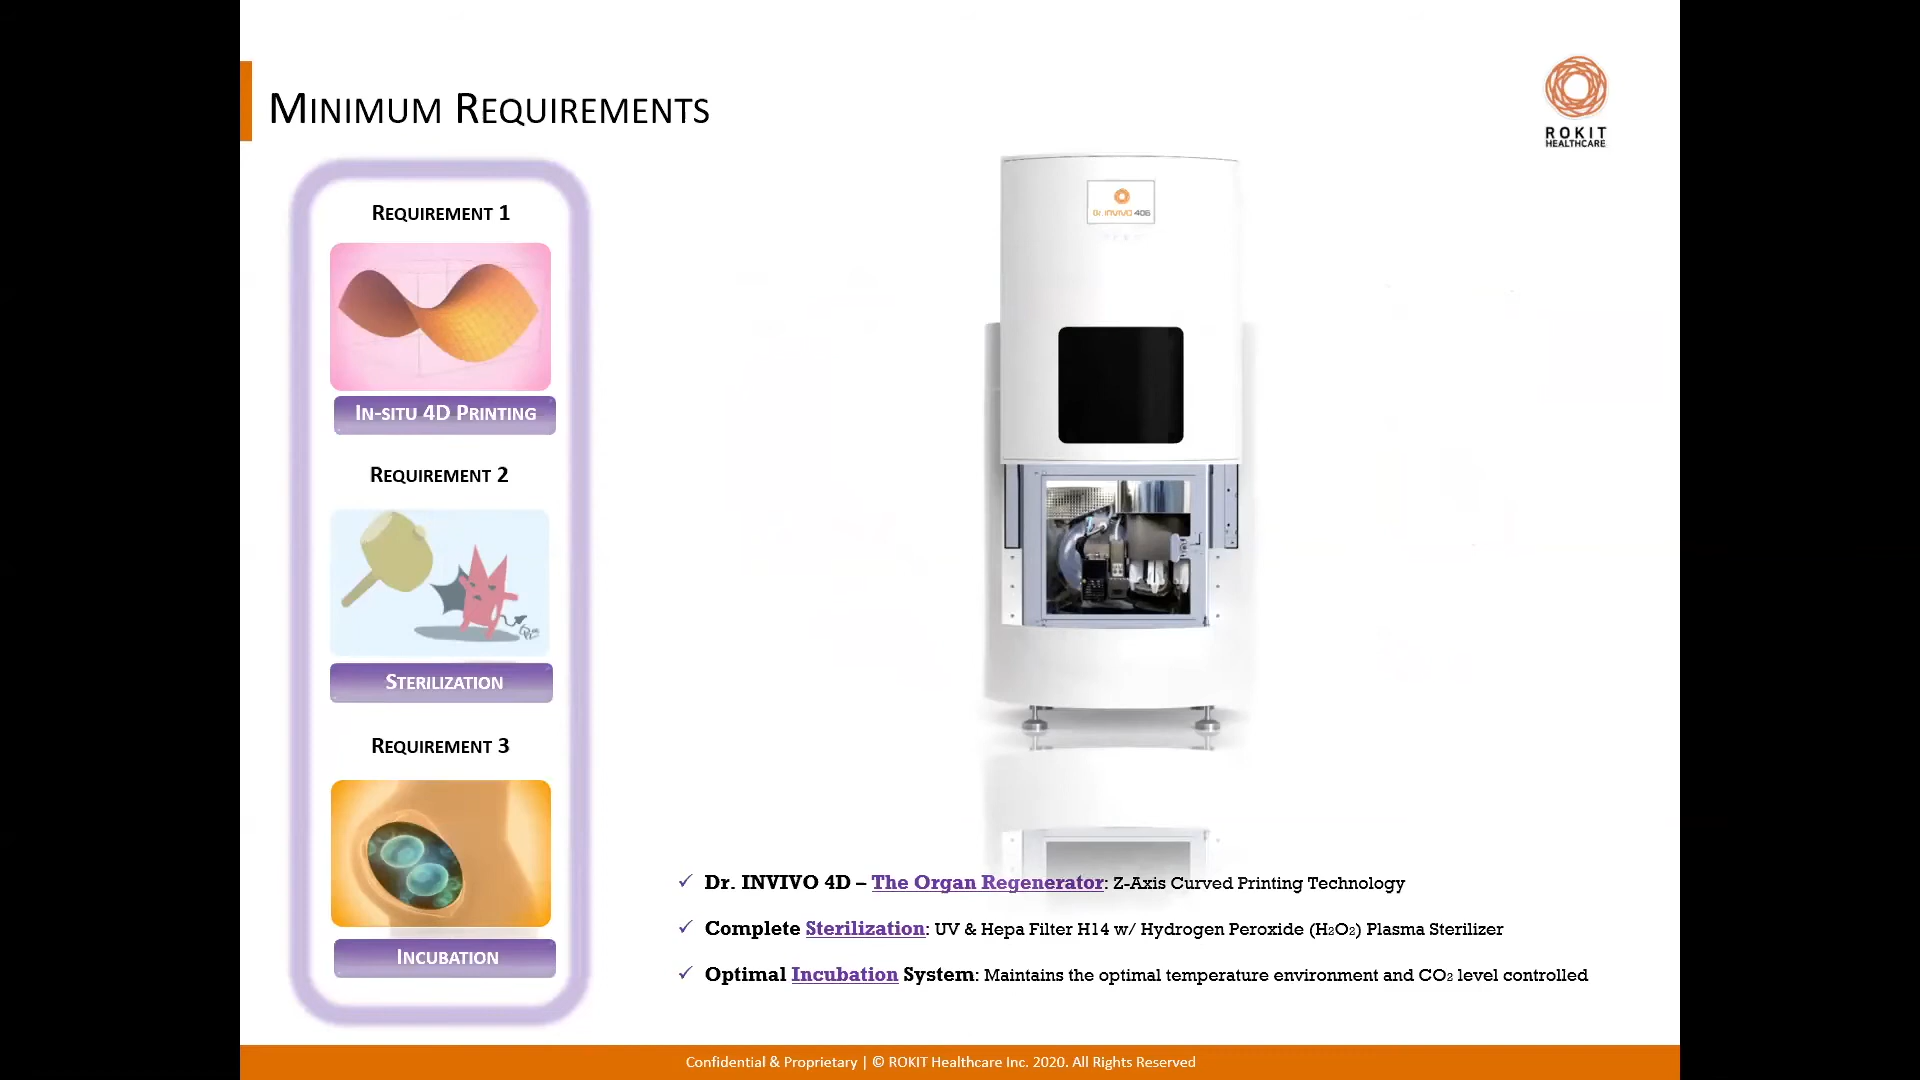 MINIMUM REQUIREMENTS
ROKIT
HEALTHCARE
REQUIREMENT 1
IN-SITU 4D PRINTING
REQUIREMENT 2
STERILIZATION
REQUIREMENT 3
INCUBATION
Dr. INVIVO
✓ Dr. INVIVO 4D – The Organ Regenerator: Z-Axis Curved Printing Technology
✓ Complete Sterilization: UV & Hepa Filter H14 w/ Hydrogen Peroxide (H₂O₂) Plasma Sterilizer
✓ Optimal Incubation System: Maintains the optimal temperature environment and CO₂ level controlled
Confidential & Proprietary | © ROKIT Healthcare Inc. 2020. All Rights Reserved